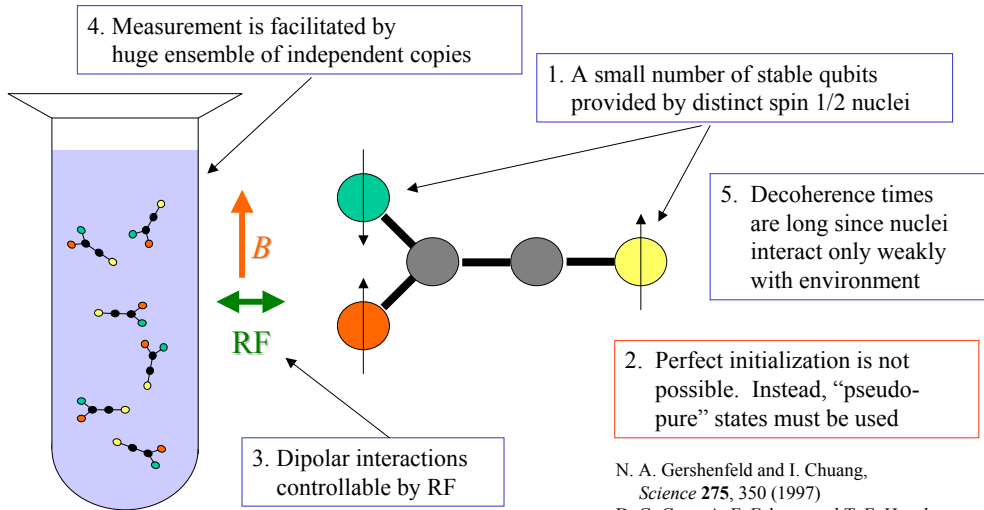 4. Measurement is facilitated by
huge ensemble of independent copies
1. A small number of stable qubits
provided by distinct spin 1/2 nuclei
5. Decoherence times
are long since nuclei
interact only weakly
with environment
B
RF
2. Perfect initialization is not
possible. Instead, “pseudo-
pure” states must be used
3. Dipolar interactions
controllable by RF
N. A. Gershenfeld and I. Chuang,
Science 275, 350 (1997)